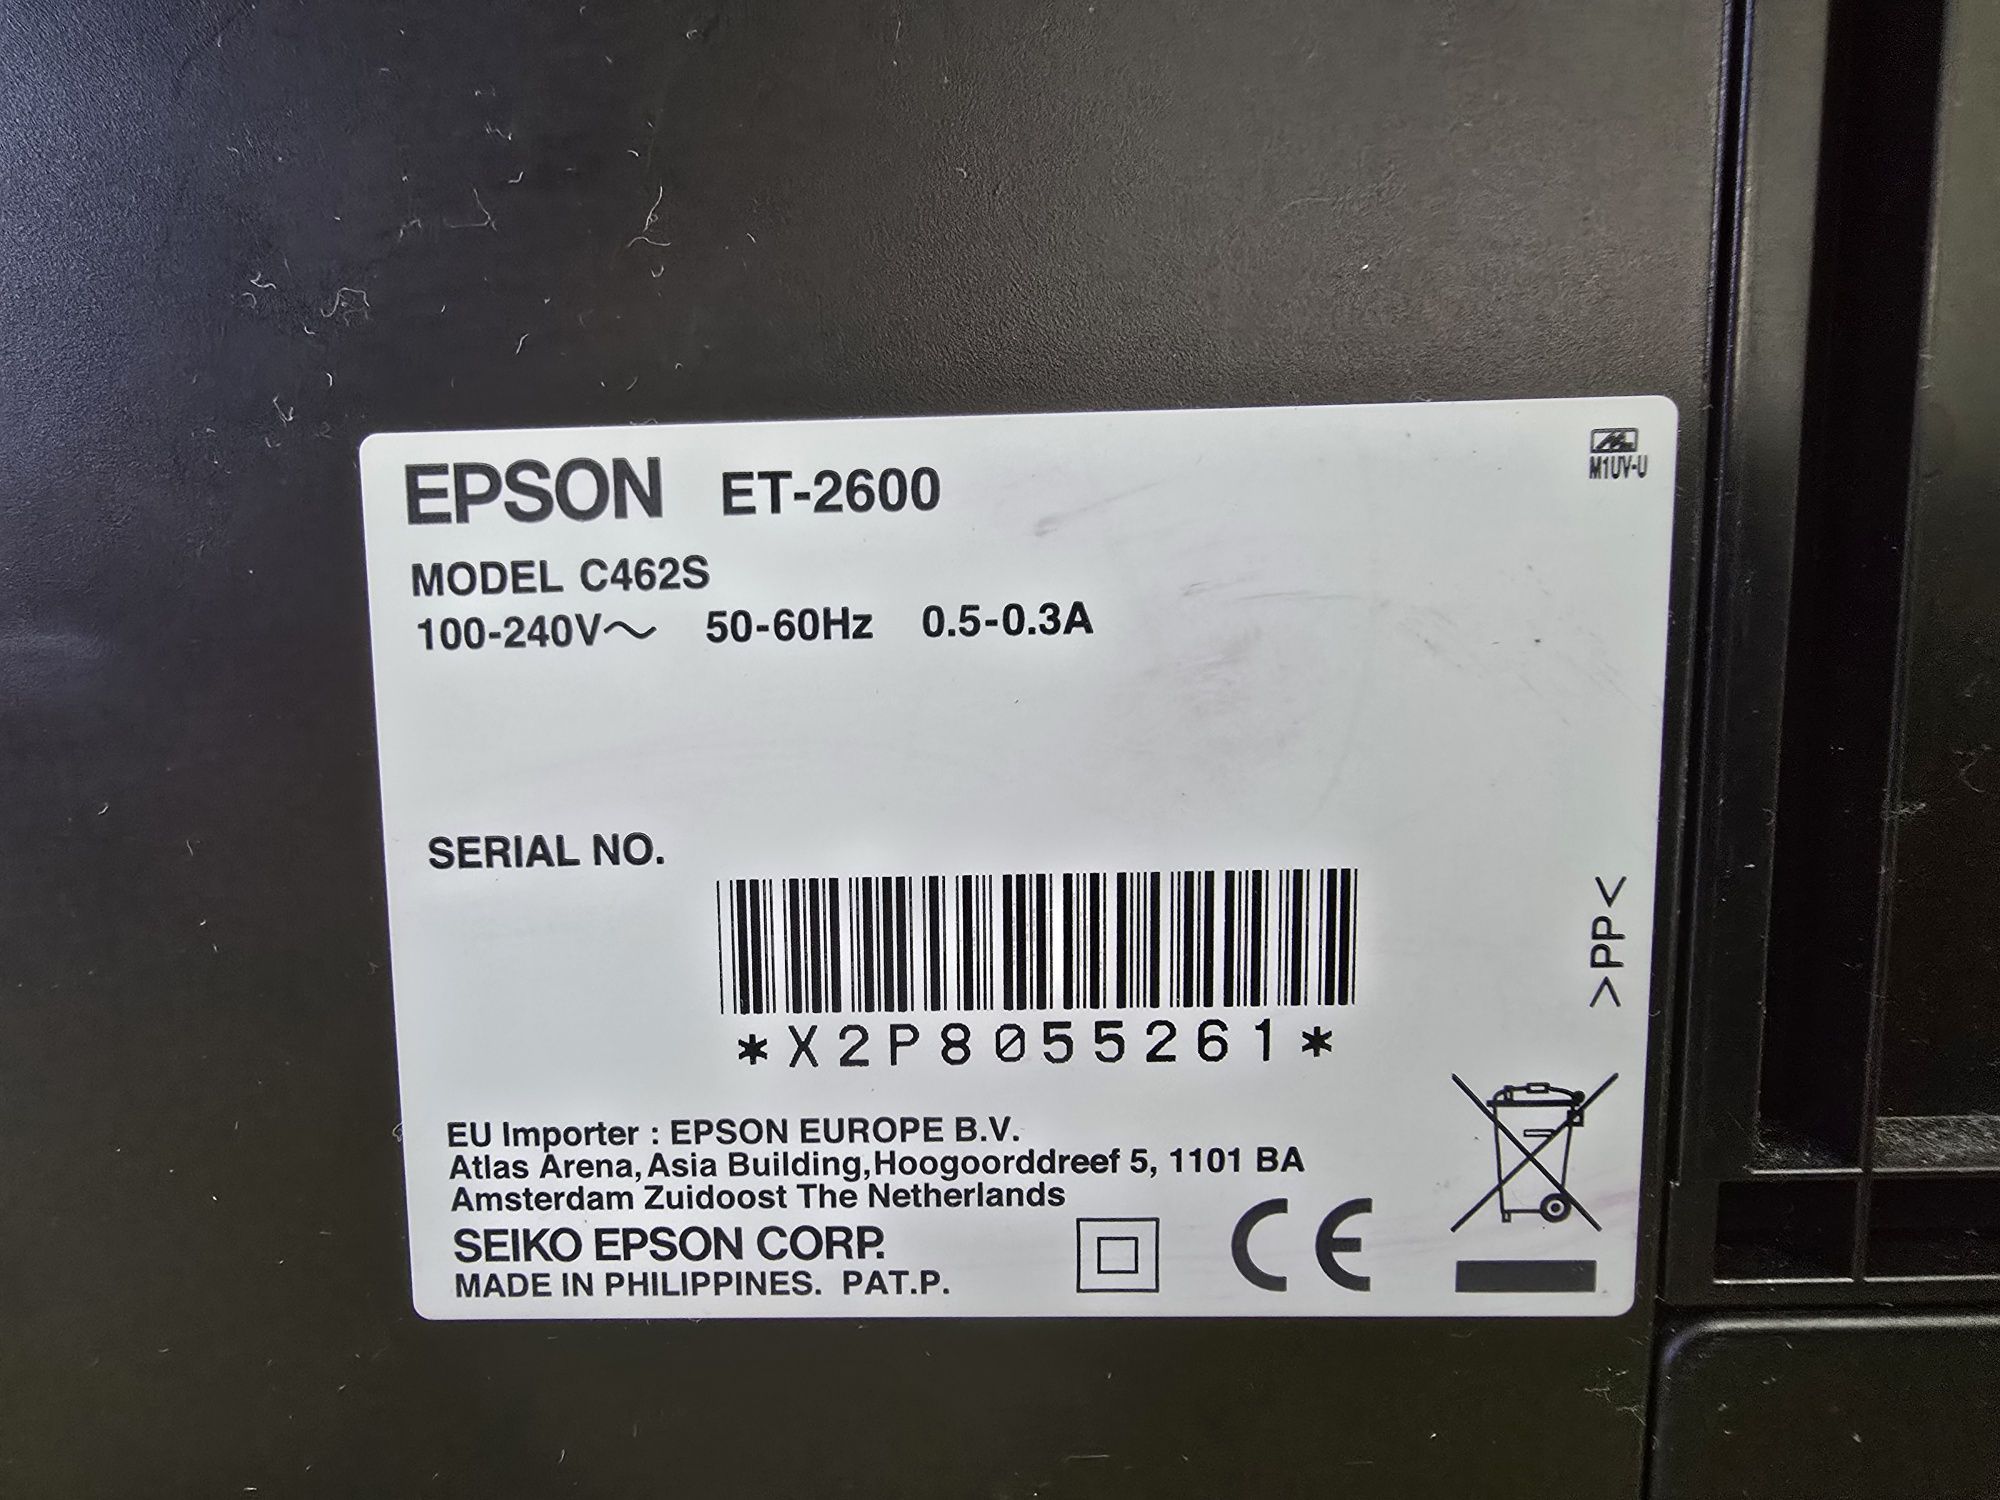 EPSON ET-2600
M1UV-U
MODEL C462S
100-240V～ 50-60Hz 0.5-0.3A
SERIAL NO.
*X2P8055261*
>PP<
EU Importer : EPSON EUROPE B.V.
Atlas Arena, Asia Building,Hoogoorddreef 5, 1101 BA
Amsterdam Zuidoost The Netherlands
SEIKO EPSON CORP.
MADE IN PHILIPPINES. PAT.P.
CE